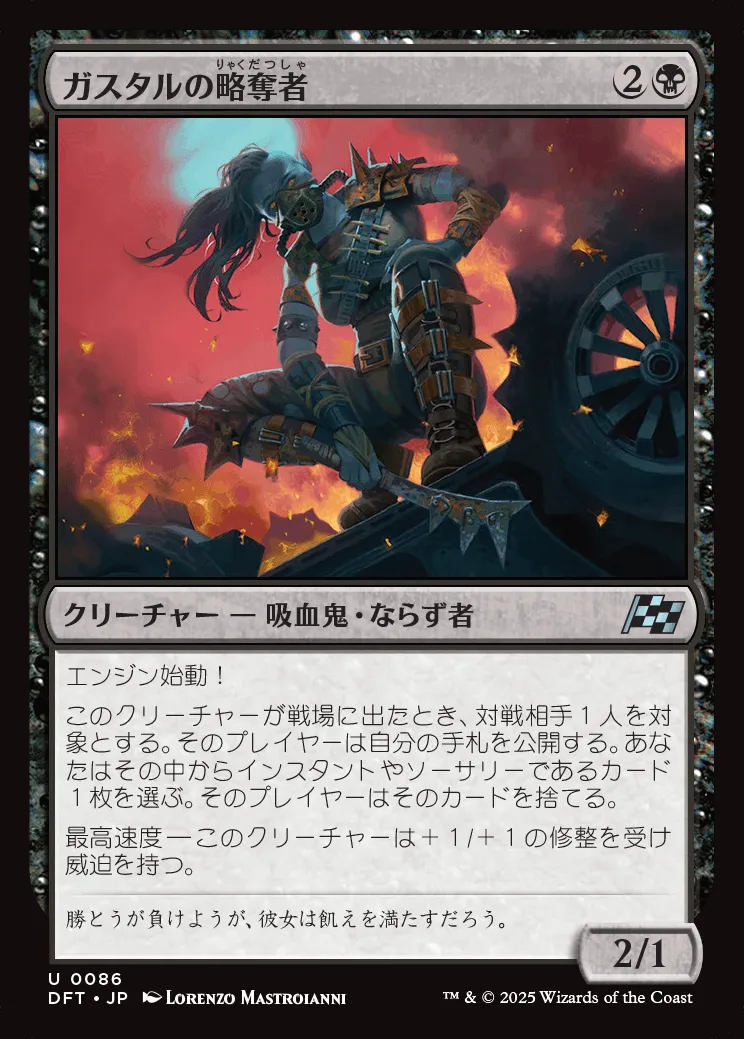 りゃくだつしゃ
ガスタルの略奪者 2
クリーチャー — 吸血鬼・ならず者
エンジン始動！
このクリーチャーが戦場に出たとき、対戦相手１人を対
象とする。そのプレイヤーは自分の手札を公開する。あな
たはその中からインスタントやソーサリーであるカード
１枚を選ぶ。そのプレイヤーはそのカードを捨てる。
最高速度―このクリーチャーは＋１/＋１の修整を受け
威迫を持つ。
勝とうが負けようが、彼女は飢えを満たすだろう。
2/1
U 0086
DFT • JP Lorenzo Mastroianni
™ & © 2025 Wizards of the Coast